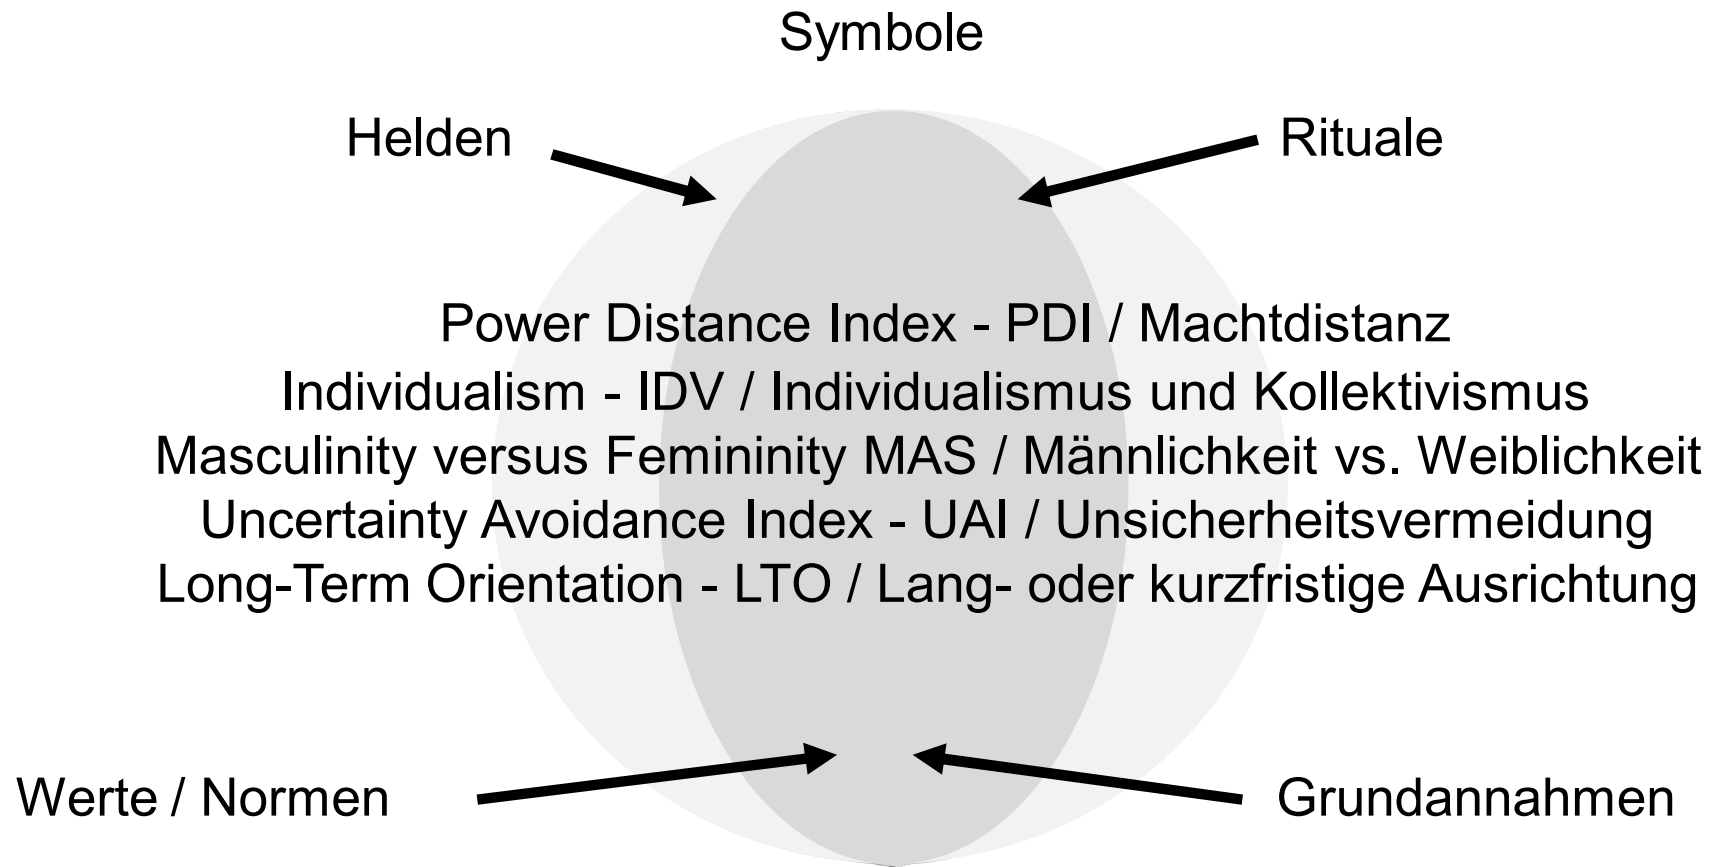 Symbole
Helden
Rituale
Power Distance Index - PDI / Machtdistanz
Individualism - IDV / Individualismus und Kollektivismus
Masculinity versus Femininity MAS / Männlichkeit vs. Weiblichkeit
Uncertainty Avoidance Index - UAI / Unsicherheitsvermeidung
Long-Term Orientation - LTO / Lang- oder kurzfristige Ausrichtung
Werte / Normen
Grundannahmen